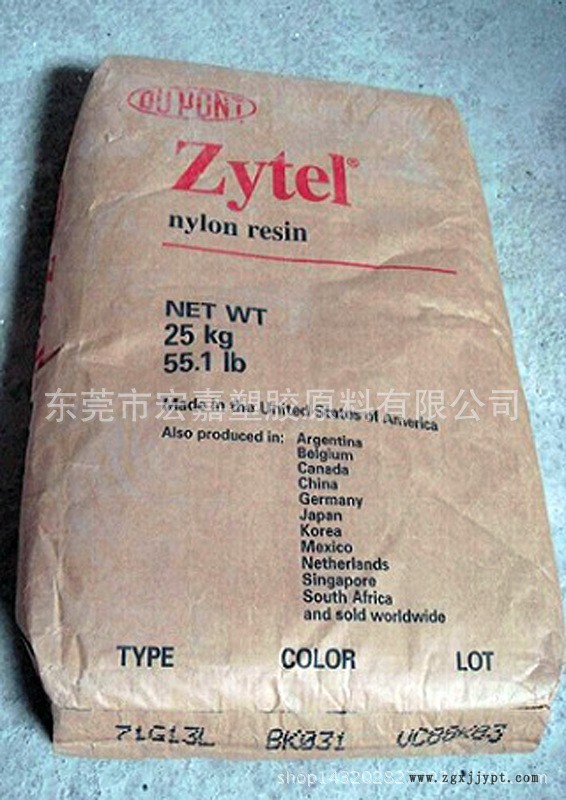 DU PONT
Zytel®
nylon resin
NET WT
25 kg
55.1 lb
东莞市宏嘉塑胶原料有限公司
Made in the United States of America
Also produced in: Argentina
Belgium
Canada
China
Germany
Japan
Korea
Mexico
Netherlands
Singapore
South Africa
and sold worldwide
TYPE COLOR LOT
71G13L BK031
www.zgxjjypt.com